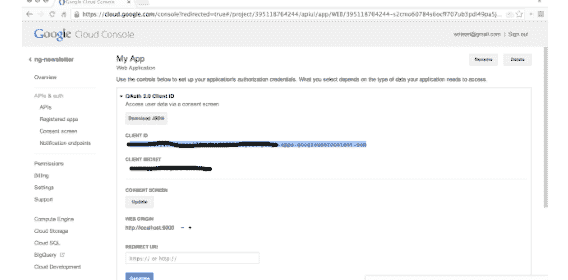 Google Cloud Console
https://cloud.google.com/console?redirected=true#/project/395118764244/apiui/app/WEB/395118764244-
Google Cloud Console
Sign out
< ng-newsletter
My App
Web Application
Rename
Delete
Use the controls below to set up your application's authorization credentials. What you select depends on the type of data your application needs to access.
Overview
APIs & auth
APIs
Registered apps
Consent screen
Notification endpoints
Permissions
Billing
Settings
Support
Compute Engine
Cloud Storage
Cloud SQL
BigQuery
Cloud Development
OAuth 2.0 Client ID
Access user data via a consent screen
Download JSON
CLIENT ID
.apps.googleusercontent.com
CLIENT SECRET
CONSENT SCREEN
Update
WEB ORIGIN
http://localhost:9000 - +
REDIRECT URI
https:// or http://
Generate